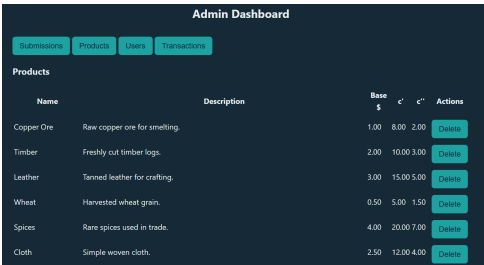 Admin Dashboard
Submissions Products Users Transactions
Products
Name Description Base $ c' c'' Actions
Copper Ore Raw copper ore for smelting. 1.00 8.00 2.00 Delete
Timber Freshly cut timber logs. 2.00 10.00 3.00 Delete
Leather Tanned leather for crafting. 3.00 15.00 5.00 Delete
Wheat Harvested wheat grain. 0.50 5.00 1.50 Delete
Spices Rare spices used in trade. 4.00 20.00 7.00 Delete
Cloth Simple woven cloth. 2.50 12.00 4.00 Delete